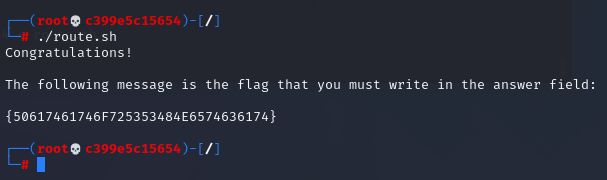 ┌──(root💀c399e5c15654)-[/]
└─# ./route.sh
Congratulations!
The following message is the flag that you must write in the answer field:
{50617461746F725353484E6574636174}
┌──(root💀c399e5c15654)-[/]
└─#